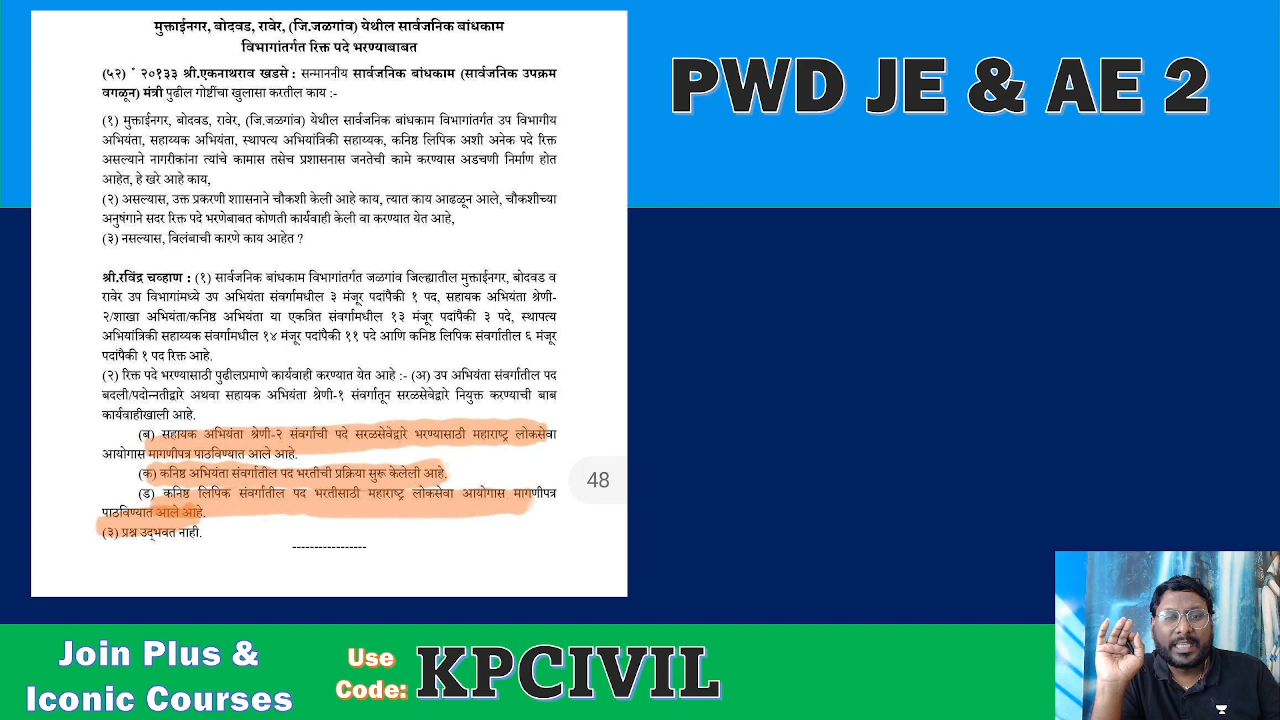 मुक्ताईनगर, बोदवड, रावेर, (जि.जळगांव) येथील सार्वजनिक बांधकाम
विभागांतर्गत रिक्त पदे भरण्याबाबत
(५२) * २०१३३ श्री.एकनाथराव खडसे : सन्माननीय सार्वजनिक बांधकाम (सार्वजनिक उपक्रम
वगळून) मंत्री पुढील गोष्टींचा खुलासा करतील काय :-
(१) मुक्ताईनगर, बोदवड, रावेर, (जि.जळगांव) येथील सार्वजनिक बांधकाम विभागांतर्गत उप विभागीय
अभियंता, सहाय्यक अभियंता, स्थापत्य अभियांत्रिकी सहाय्यक, कनिष्ठ लिपिक अशी अनेक पदे रिक्त
असल्याने नागरीकांना त्यांचे कामास तसेच प्रशासनास जनतेची कामे करण्यास अडचणी निर्माण होत
आहेत, हे खरे आहे काय,
(२) असल्यास, उक्त प्रकरणी शाासनाने चौकशी केली आहे काय, त्यात काय आढळून आले, चौकशीच्या
अनुषंगाने सदर रिक्त पदे भरणेबाबत कोणती कार्यवाही केली वा करण्यात येत आहे,
(३) नसल्यास, विलंबाची कारणे काय आहेत ?
श्री.रविंद्र चव्हाण : (१) सार्वजनिक बांधकाम विभागांतर्गत जळगांव जिल्ह्यातील मुक्ताईनगर, बोदवड व
रावेर उप विभागांमध्ये उप अभियंता संवर्गामधील ३ मंजूर पदांपैकी १ पद, सहायक अभियंता श्रेणी-
२/शाखा अभियंता/कनिष्ठ अभियंता या एकत्रित संवर्गामधील १३ मंजूर पदांपैकी ३ पदे, स्थापत्य
अभियांत्रिकी सहाय्यक संवर्गामधील १४ मंजूर पदांपैकी ११ पदे आणि कनिष्ठ लिपिक संवर्गातील ६ मंजूर
पदांपैकी १ पद रिक्त आहे.
(२) रिक्त पदे भरण्यासाठी पुढीलप्रमाणे कार्यवाही करण्यात येत आहे :- (अ) उप अभियंता संवर्गातील पद
बदली/पदोन्नतीद्वारे अथवा सहायक अभियंता श्रेणी-१ संवर्गातून सरळसेवेद्वारे नियुक्त करण्याची बाब
कार्यवाहीखाली आहे.
(ब) सहायक अभियंता श्रेणी-२ संवर्गाची पदे सरळसेवेद्वारे भरण्यासाठी महाराष्ट्र लोकसेवा
आयोगास मागणीपत्र पाठविण्यात आले आहे.
(क) कनिष्ठ अभियंता संवर्गातील पद भरतीची प्रक्रिया सुरू केलेली आहे.
(ड) कनिष्ठ लिपिक संवर्गातील पद भरतीसाठी महाराष्ट्र लोकसेवा आयोगास मागणीपत्र
पाठविण्यात आले आहे.
(३) प्रश्न उद्‌भवत नाही.
-----------------
48
PWD JE & AE 2
Join Plus &
Iconic Courses
Use
Code:
KPCIVIL